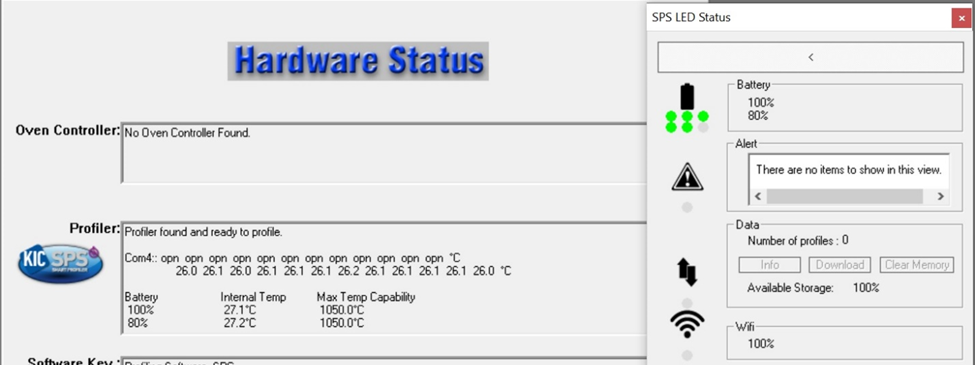 Hardware Status
Oven Controller: No Oven Controller Found.
Profiler: Profiler found and ready to profile.
KIC SPS
SMART PROFILER
Com4:: opn opn opn opn opn opn opn opn opn opn opn opn °C
26.0 26.1 26.0 26.1 26.1 26.1 26.2 26.1 26.1 26.1 26.1 26.0 °C
Battery Internal Temp Max Temp Capability
100% 27.1°C 1050.0°C
80% 27.2°C 1050.0°C
SPS LED Status
<
Battery
100%
80%
Alert
There are no items to show in this view.
Data
Number of profiles : 0
Info Download Clear Memory
Available Storage: 100%
Wifi
100%
Software Key :